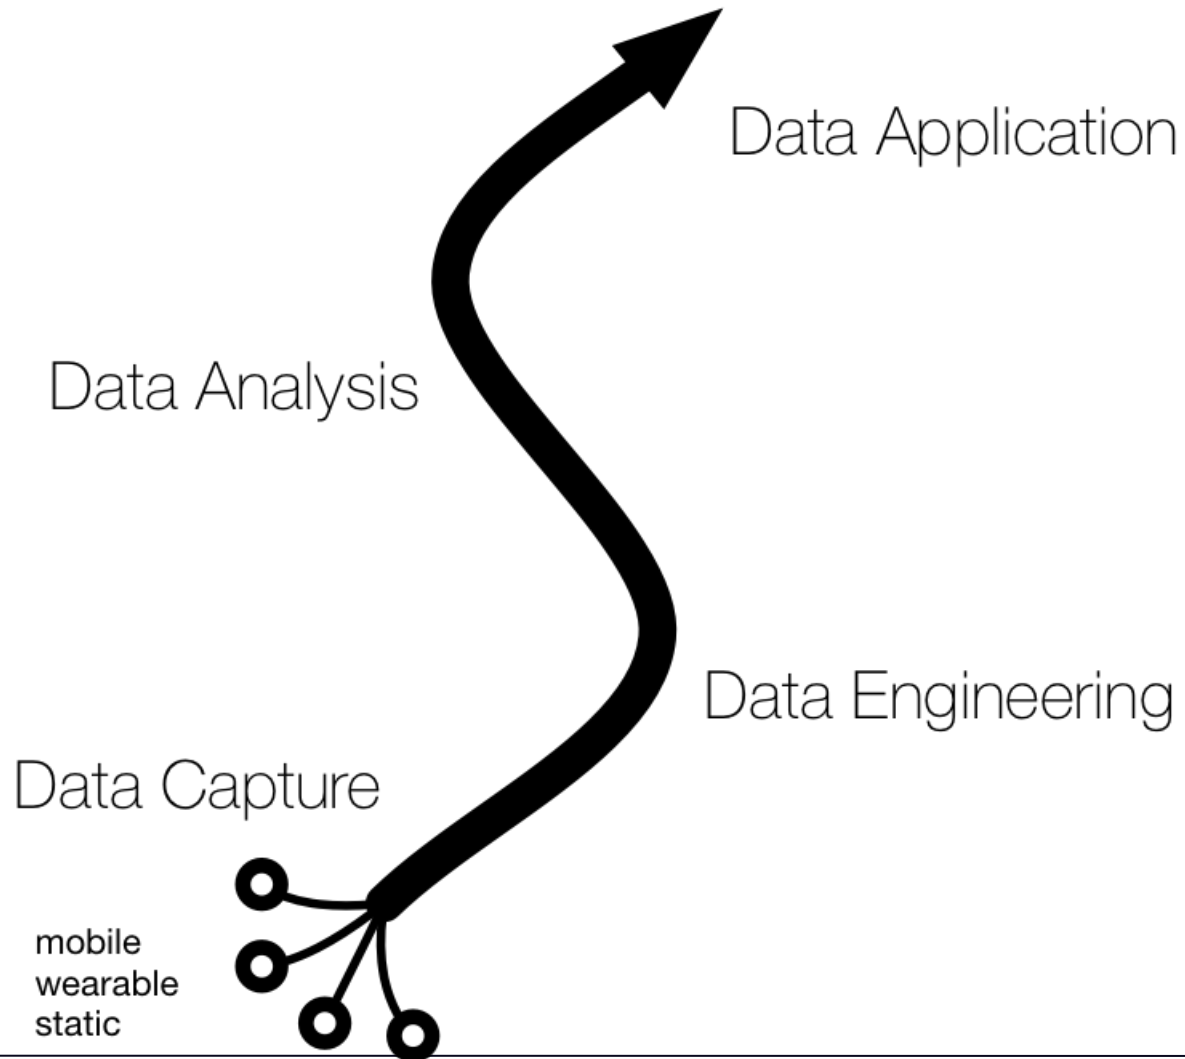 Data Application
Data Analysis
Data Engineering
Data Capture
mobile
wearable
static